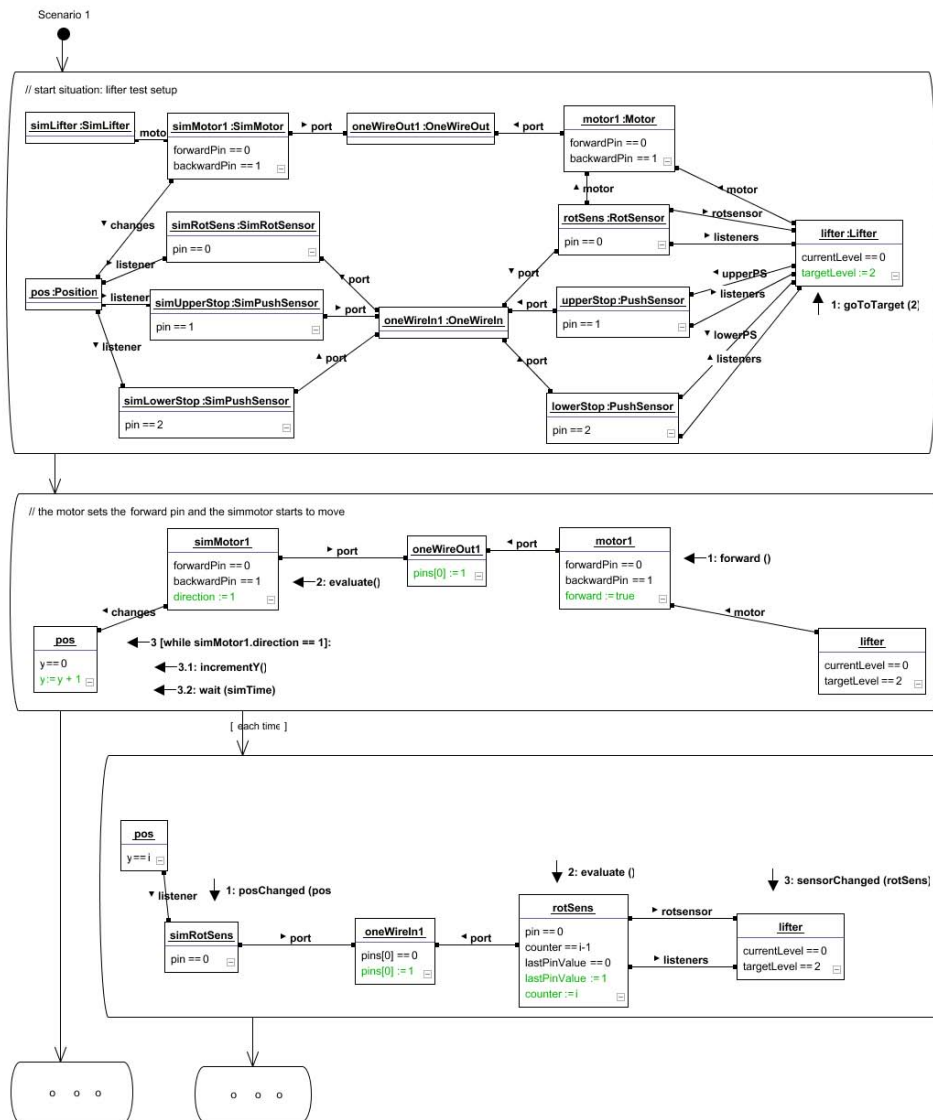 Scenario 1
// start situation: lifter test setup
simLifter :SimLifter
moto
simMotor1 :SimMotor
forwardPin == 0
backwardPin == 1
port
oneWireOut1 :OneWireOut
port
motor1 :Motor
forwardPin == 0
backwardPin == 1
motor
motor
changes
simRotSens :SimRotSensor
pin == 0
rotSens :RotSensor
pin == 0
rotsensor
listeners
lifter :Lifter
currentLevel == 0
targetLevel := 2
1: goToTarget (2)
listener
port
port
upperPS
listeners
pos :Position
listener
simUpperStop :SimPushSensor
pin == 1
port
oneWireIn1 :OneWireIn
port
upperStop :PushSensor
pin == 1
lowerPS
listeners
listener
port
port
simLowerStop :SimPushSensor
pin == 2
lowerStop :PushSensor
pin == 2
// the motor sets the forward pin and the simmotor starts to move
simMotor1
forwardPin == 0
backwardPin == 1
direction := 1
port
oneWireOut1
pins[0] := 1
port
motor1
forwardPin == 0
backwardPin == 1
forward := true
1: forward ()
2: evaluate()
changes
motor
pos
y == 0
y := y + 1
3 [while simMotor1.direction == 1]:
3.1: incrementY()
3.2: wait (simTime)
lifter
currentLevel == 0
targetLevel == 2
[ each time ]
pos
y == i
listener
1: posChanged (pos
2: evaluate ()
3: sensorChanged (rotSens)
simRotSens
pin == 0
port
oneWireIn1
pins[0] == 0
pins[0] := 1
port
rotSens
pin == 0
counter == i-1
lastPinValue == 0
lastPinValue := 1
counter := i
rotsensor
listeners
lifter
currentLevel == 0
targetLevel == 2
o o o
o o o